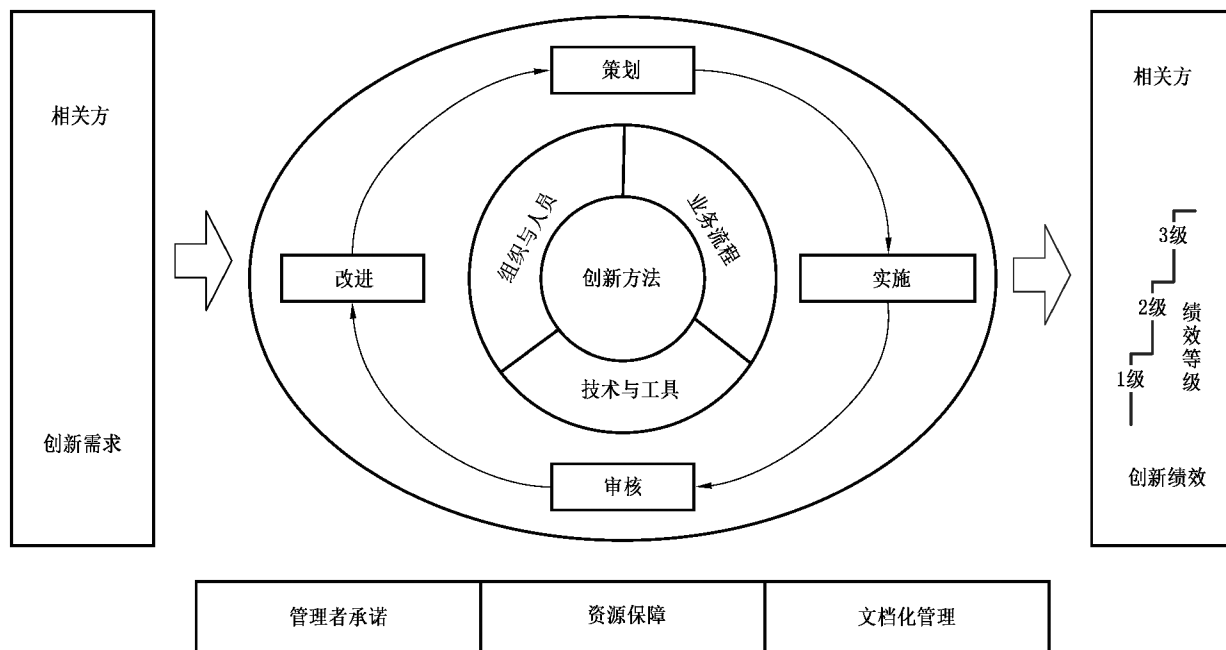 相关方
创新需求
策划
实施
审核
改进
组织与人员
业务流程
技术与工具
创新方法
相关方
3级
2级
1级
绩效等级
创新绩效
管理者承诺
资源保障
文档化管理